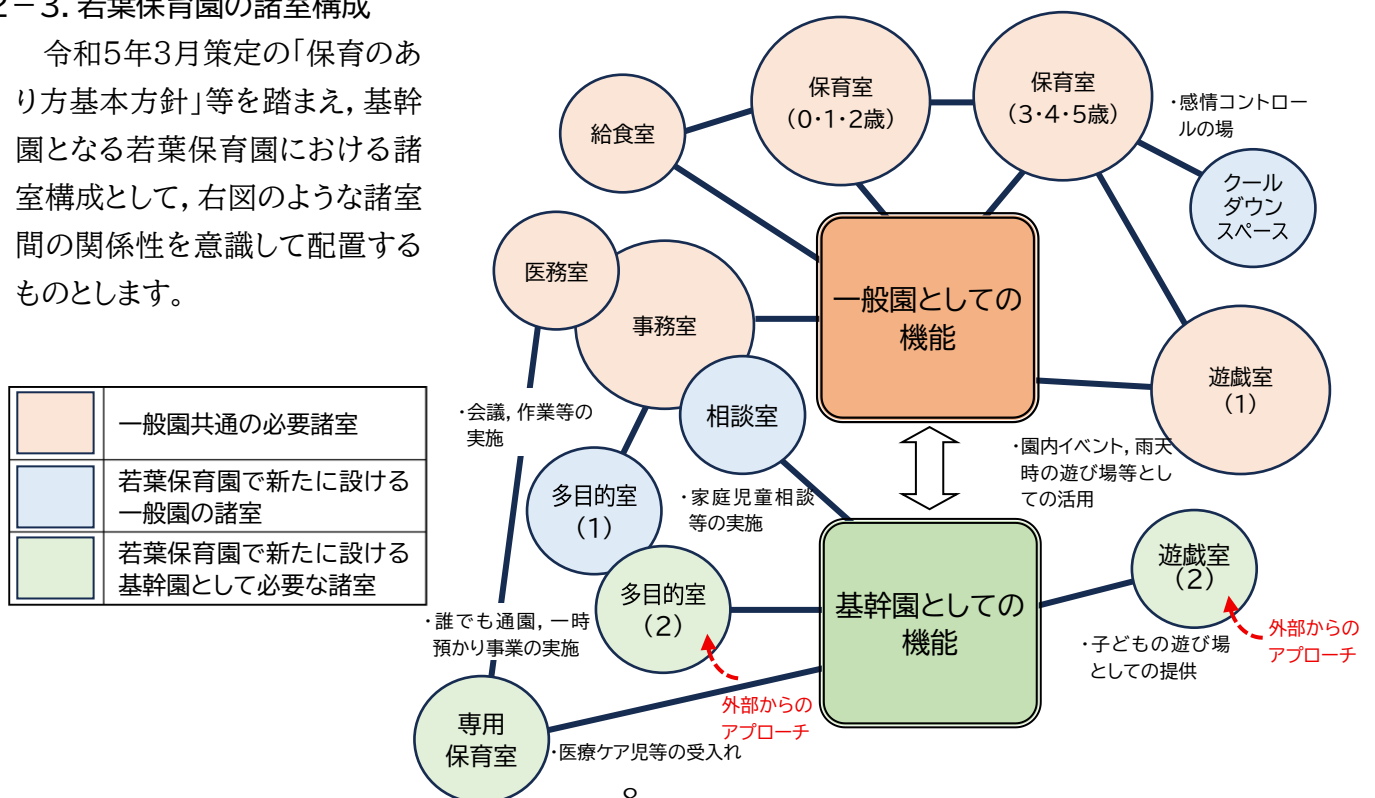 2－3．若葉保育園の諸室構成
令和5年3月策定の「保育のあ
り方基本方針」等を踏まえ，基幹
園となる若葉保育園における諸
室構成として，右図のような諸室
間の関係性を意識して配置する
ものとします。
一般園共通の必要諸室
若葉保育園で新たに設ける
一般園の諸室
若葉保育園で新たに設ける
基幹園として必要な諸室
給食室
保育室
（0・1・2歳）
保育室
（3・4・5歳）
・感情コントロー
ルの場
クール
ダウン
スペース
医務室
事務室
一般園としての
機能
遊戯室
（1）
・会議，作業等の
実施
相談室
・園内イベント，雨天
時の遊び場等とし
ての活用
多目的室
（1）
・家庭児童相談
等の実施
多目的室
（2）
基幹園としての
機能
遊戯室
（2）
・誰でも通園，一時
預かり事業の実施
・子どもの遊び場
としての提供
外部からの
アプローチ
外部からの
アプローチ
専用
保育室
・医療ケア児等の受入れ
8